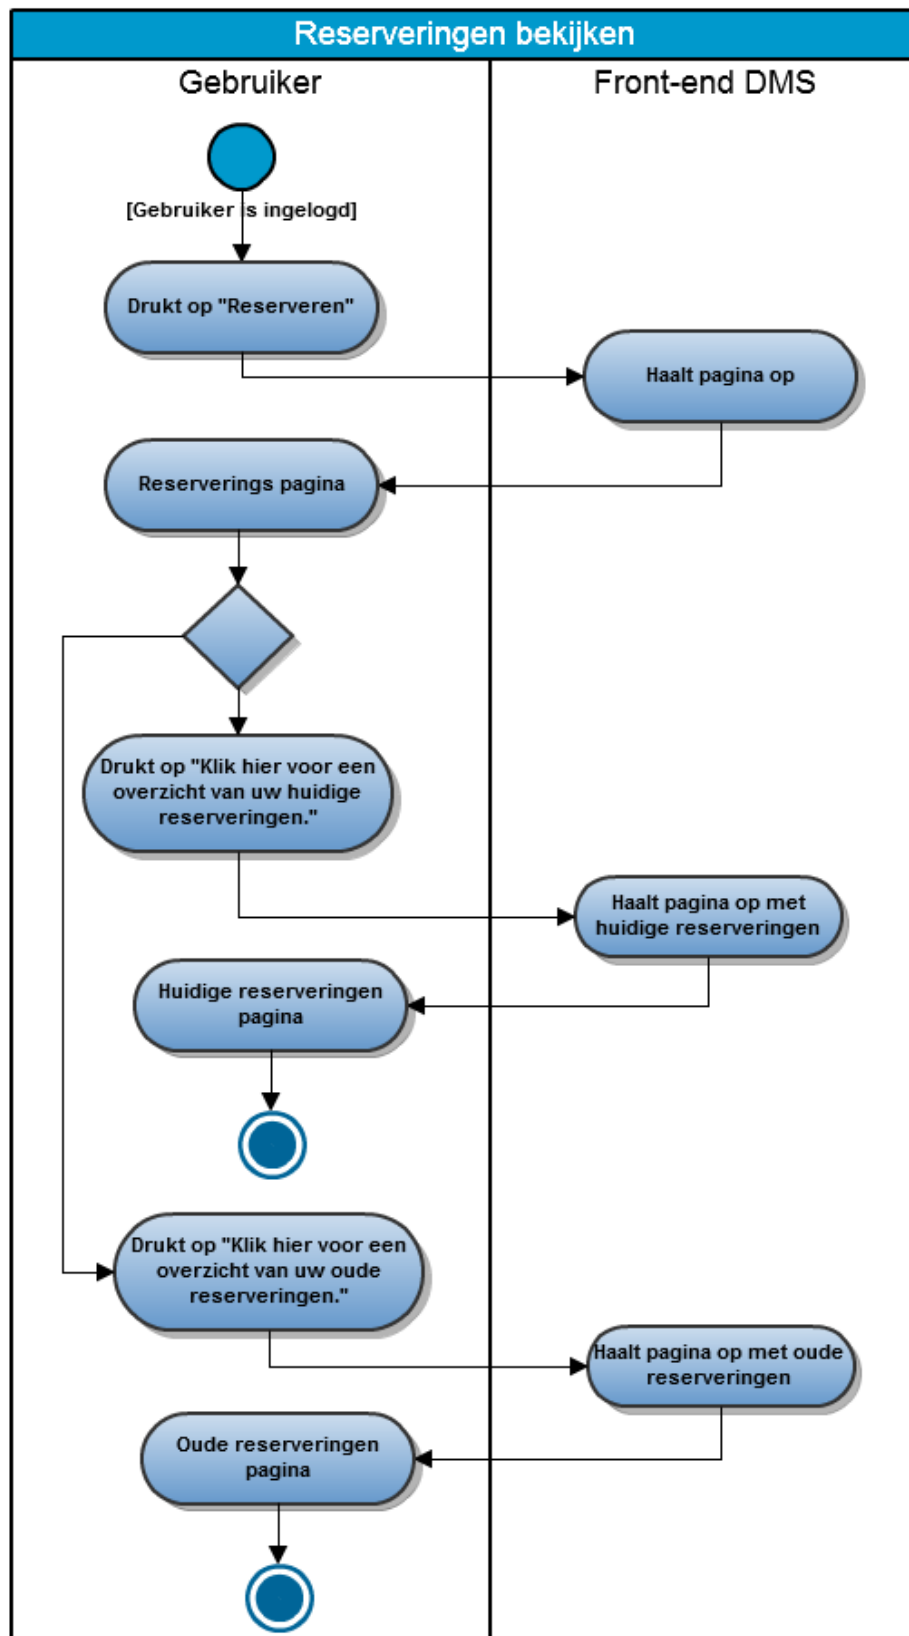 Reserveringen bekijken
Gebruiker
Front-end DMS
[Gebruiker is ingelogd]
Drukt op "Reserveren"
Haalt pagina op
Reserverings pagina
Drukt op "Klik hier voor een
overzicht van uw huidige
reserveringen."
Haalt pagina op met
huidige reserveringen
Huidige reserveringen
pagina
Drukt op "Klik hier voor een
overzicht van uw oude
reserveringen."
Haalt pagina op met oude
reserveringen
Oude reserveringen
pagina